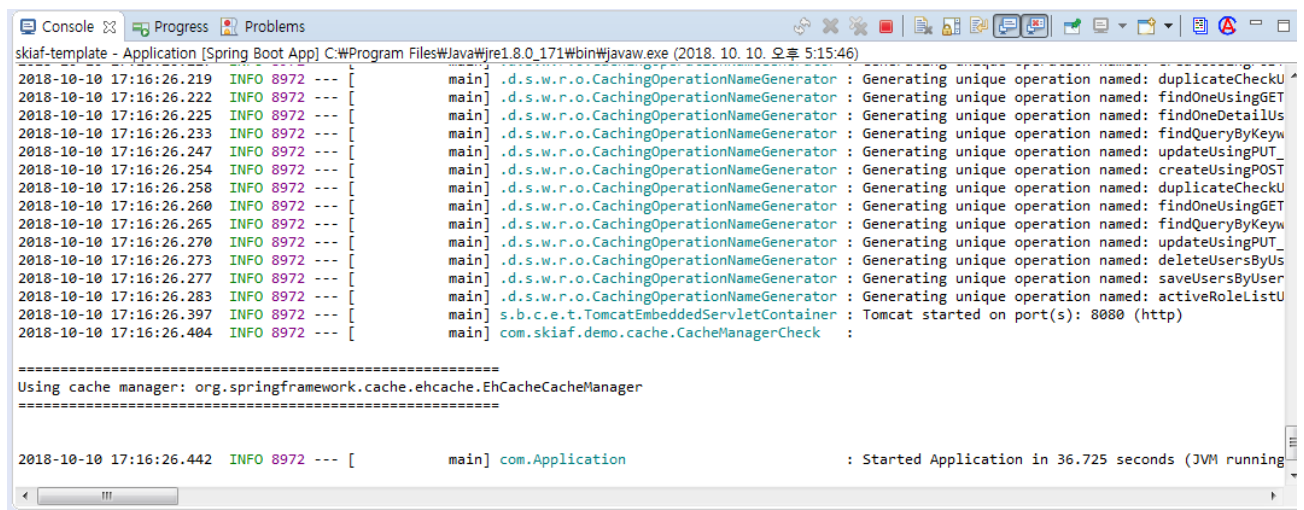 Console Progress Problems
skiaf-template - Application [Spring Boot App] C:₩Program Files₩Java₩jre1.8.0_171₩bin₩javaw.exe (2018. 10. 10. 오후 5:15:46)
2018-10-10 17:16:26.219 INFO 8972 --- [ main] .d.s.w.r.o.CachingOperationNameGenerator : Generating unique operation named: duplicateCheckU
2018-10-10 17:16:26.222 INFO 8972 --- [ main] .d.s.w.r.o.CachingOperationNameGenerator : Generating unique operation named: findOneUsingGET
2018-10-10 17:16:26.225 INFO 8972 --- [ main] .d.s.w.r.o.CachingOperationNameGenerator : Generating unique operation named: findOneDetailUs
2018-10-10 17:16:26.233 INFO 8972 --- [ main] .d.s.w.r.o.CachingOperationNameGenerator : Generating unique operation named: findQueryByKeyw
2018-10-10 17:16:26.247 INFO 8972 --- [ main] .d.s.w.r.o.CachingOperationNameGenerator : Generating unique operation named: updateUsingPUT_
2018-10-10 17:16:26.254 INFO 8972 --- [ main] .d.s.w.r.o.CachingOperationNameGenerator : Generating unique operation named: createUsingPOST
2018-10-10 17:16:26.258 INFO 8972 --- [ main] .d.s.w.r.o.CachingOperationNameGenerator : Generating unique operation named: duplicateCheckU
2018-10-10 17:16:26.260 INFO 8972 --- [ main] .d.s.w.r.o.CachingOperationNameGenerator : Generating unique operation named: findOneUsingGET
2018-10-10 17:16:26.265 INFO 8972 --- [ main] .d.s.w.r.o.CachingOperationNameGenerator : Generating unique operation named: findQueryByKeyw
2018-10-10 17:16:26.270 INFO 8972 --- [ main] .d.s.w.r.o.CachingOperationNameGenerator : Generating unique operation named: updateUsingPUT_
2018-10-10 17:16:26.273 INFO 8972 --- [ main] .d.s.w.r.o.CachingOperationNameGenerator : Generating unique operation named: deleteUsersByUs
2018-10-10 17:16:26.277 INFO 8972 --- [ main] .d.s.w.r.o.CachingOperationNameGenerator : Generating unique operation named: saveUsersByUser
2018-10-10 17:16:26.283 INFO 8972 --- [ main] .d.s.w.r.o.CachingOperationNameGenerator : Generating unique operation named: activeRoleListU
2018-10-10 17:16:26.397 INFO 8972 --- [ main] s.b.c.e.t.TomcatEmbeddedServletContainer : Tomcat started on port(s): 8080 (http)
2018-10-10 17:16:26.404 INFO 8972 --- [ main] com.skiaf.demo.cache.CacheManagerCheck :
=========================================================
Using cache manager: org.springframework.cache.ehcache.EhCacheCacheManager
=========================================================
2018-10-10 17:16:26.442 INFO 8972 --- [ main] com.Application : Started Application in 36.725 seconds (JVM running